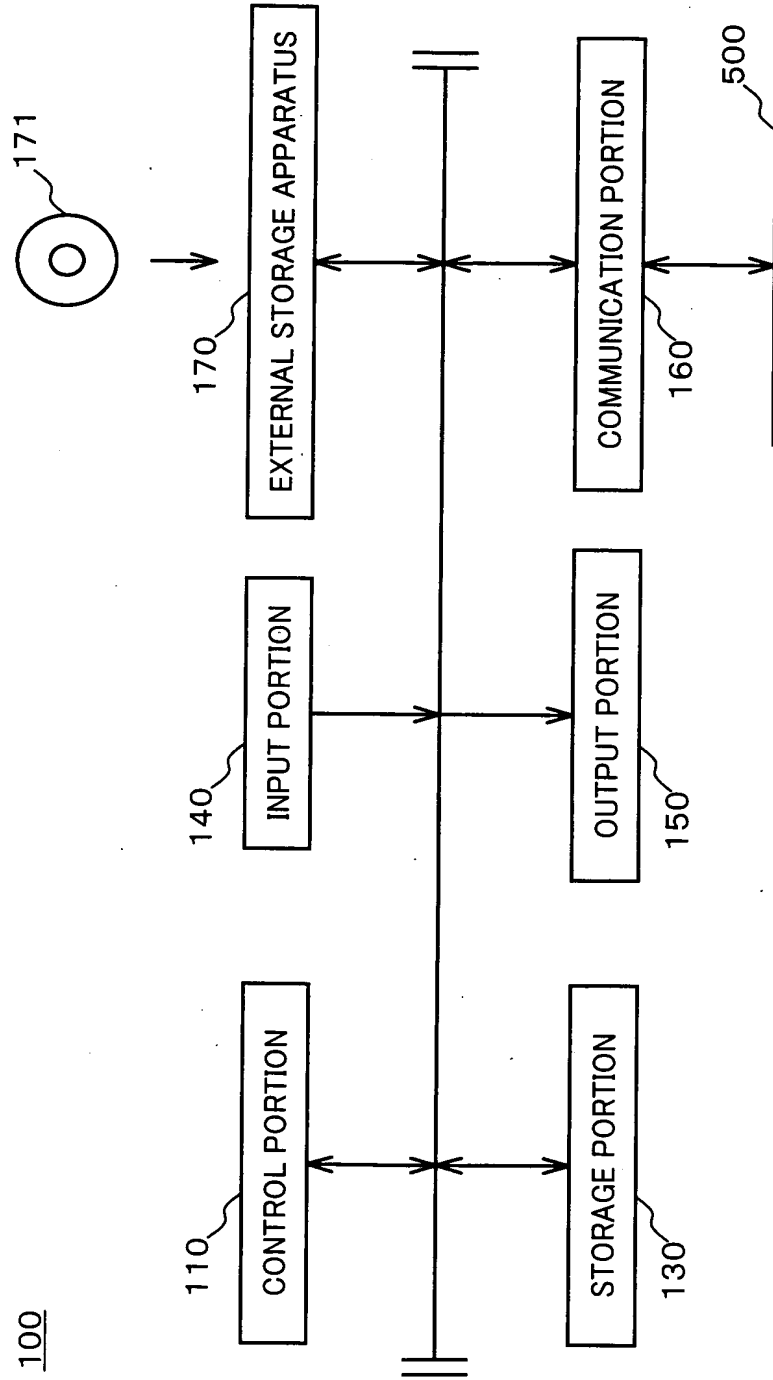 100
171
110
CONTROL PORTION
140
INPUT PORTION
170
EXTERNAL STORAGE APPARATUS
STORAGE PORTION
130
OUTPUT PORTION
150
COMMUNICATION PORTION
160
500